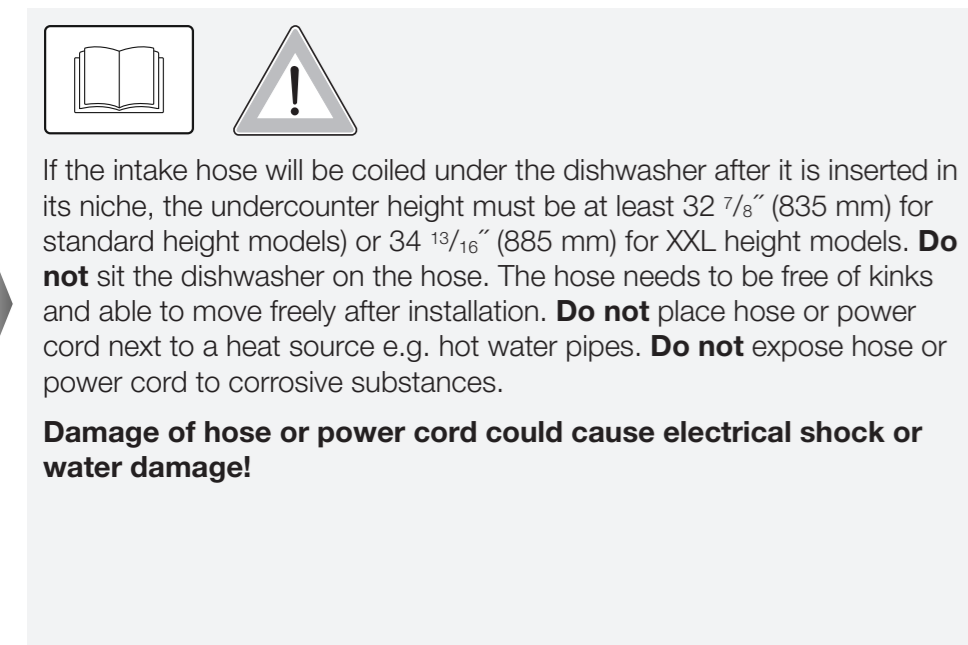 If the intake hose will be coiled under the dishwasher after it is inserted in
its niche, the undercounter height must be at least 32 ⁷/₈˝ (835 mm) for
standard height models) or 34 ¹³/₁₆˝ (885 mm) for XXL height models. Do
not sit the dishwasher on the hose. The hose needs to be free of kinks
and able to move freely after installation. Do not place hose or power
cord next to a heat source e.g. hot water pipes. Do not expose hose or
power cord to corrosive substances.
Damage of hose or power cord could cause electrical shock or
water damage!